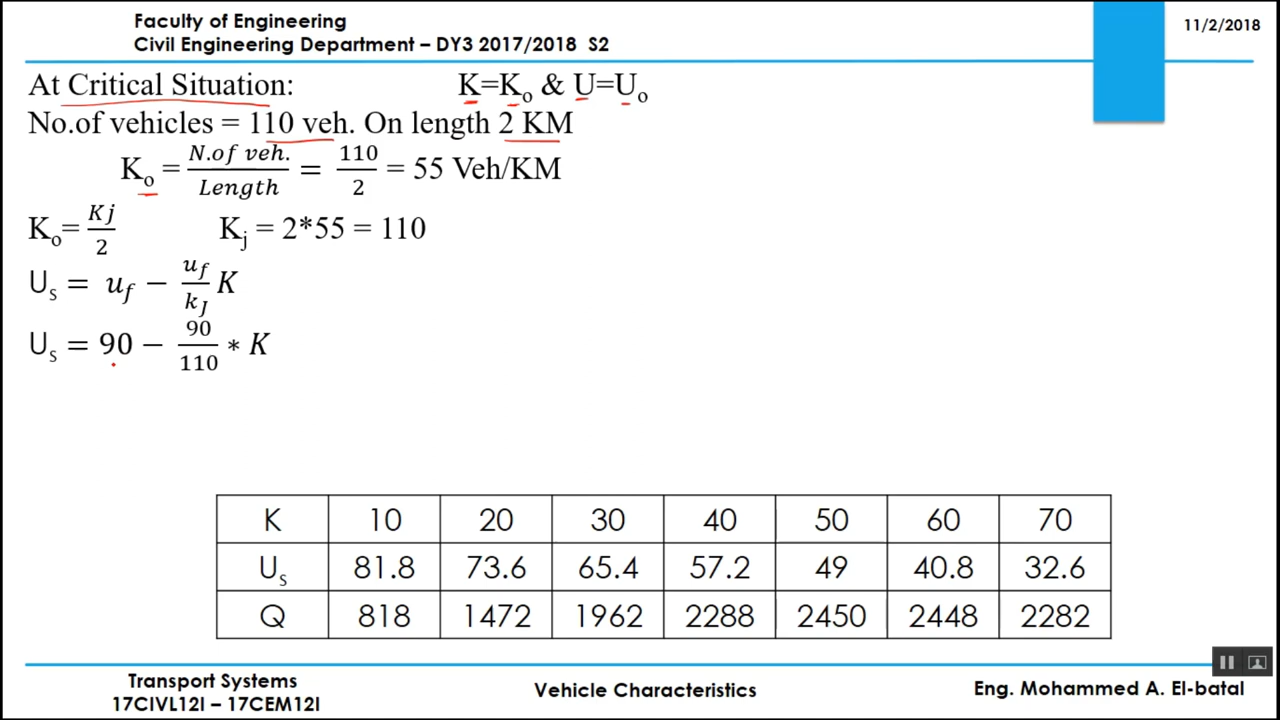 Faculty of Engineering
Civil Engineering Department – DY3 2017/2018 S2
11/2/2018
At Critical Situation: K=Ko & U=Uo
No.of vehicles = 110 veh. On length 2 KM
Ko = N.of veh. / Length = 110 / 2 = 55 Veh/KM
Ko= Kj / 2 Kj = 2*55 = 110
Us = uf − uf / kJ K
Us = 90 − 90 / 110 ∗ K
K 10 20 30 40 50 60 70
Us 81.8 73.6 65.4 57.2 49 40.8 32.6
Q 818 1472 1962 2288 2450 2448 2282
Transport Systems
17CIVL12I – 17CEM12I
Vehicle Characteristics
Eng. Mohammed A. El-batal